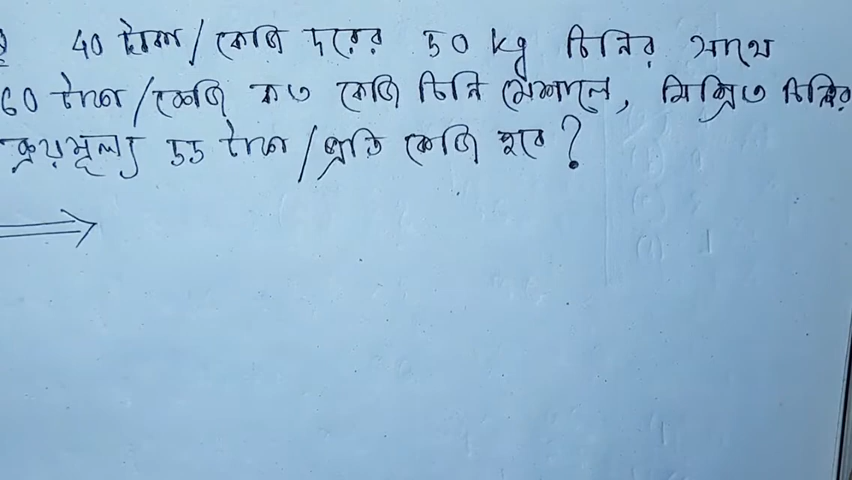 40 টাকা/কেজি দরের 50 kg চিনির সাথে
60 টাকা/কেজি কত কেজি চিনি মেশালে, মিশ্রিত চিনির
ক্রয়মূল্য 55 টাকা/প্রতি কেজি হবে?